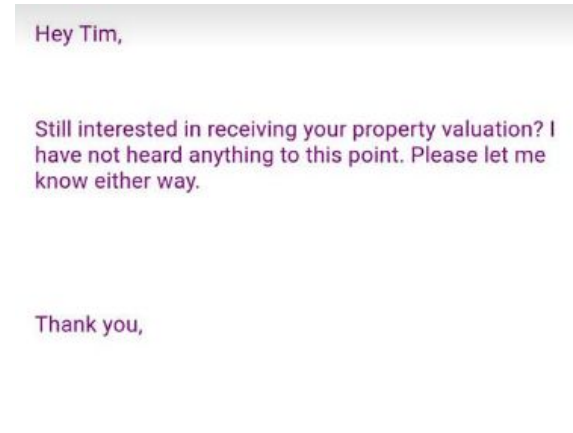 Hey Tim,
Still interested in receiving your property valuation? I
have not heard anything to this point. Please let me
know either way.
Thank you,